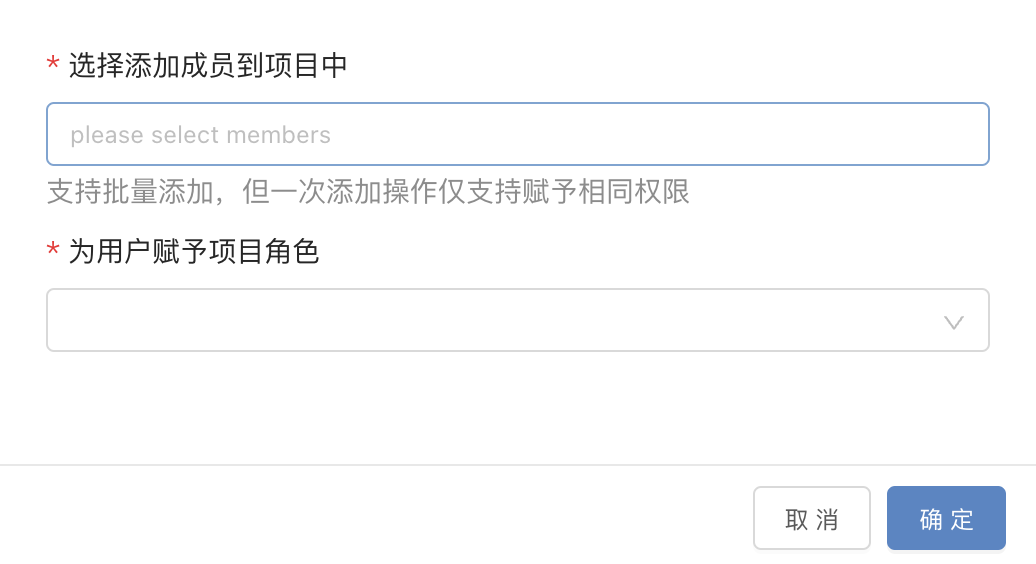 * 选择添加成员到项目中
please select members
支持批量添加，但一次添加操作仅支持赋予相同权限
* 为用户赋予项目角色
取 消
确 定